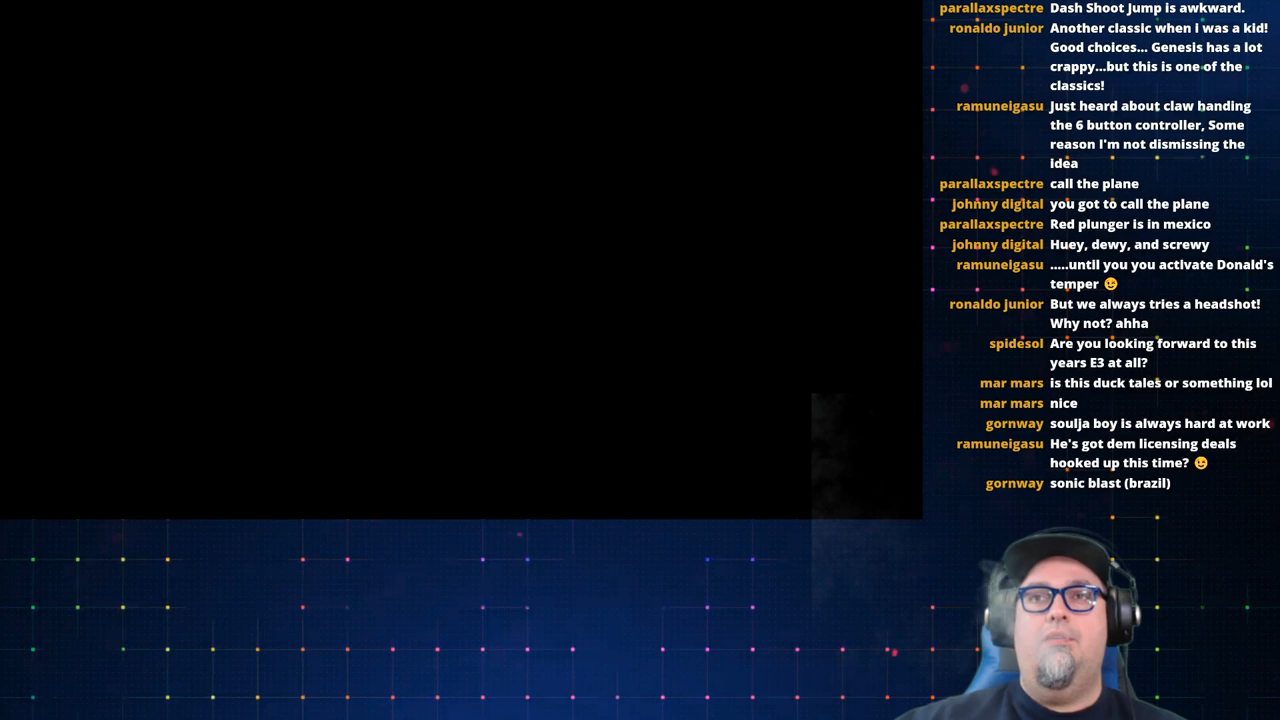 parallaxspectre Dash Shoot Jump is awkward.
ronaldo junior Another classic when i was a kid!
Good choices... Genesis has a lot
crappy...but this is one of the
classics!
ramuneigasu Just heard about claw handing
the 6 button controller, Some
reason I'm not dismissing the
idea
parallaxspectre call the plane
johnny digital you got to call the plane
parallaxspectre Red plunger is in mexico
johnny digital Huey, dewy, and screwy
ramuneigasu .....until you you activate Donald's
temper 😉
ronaldo junior But we always tries a headshot!
Why not? ahha
spidesol Are you looking forward to this
years E3 at all?
mar mars is this duck tales or something lol
mar mars nice
gornway soulja boy is always hard at work
ramuneigasu He's got dem licensing deals
hooked up this time? 😉
gornway sonic blast (brazil)